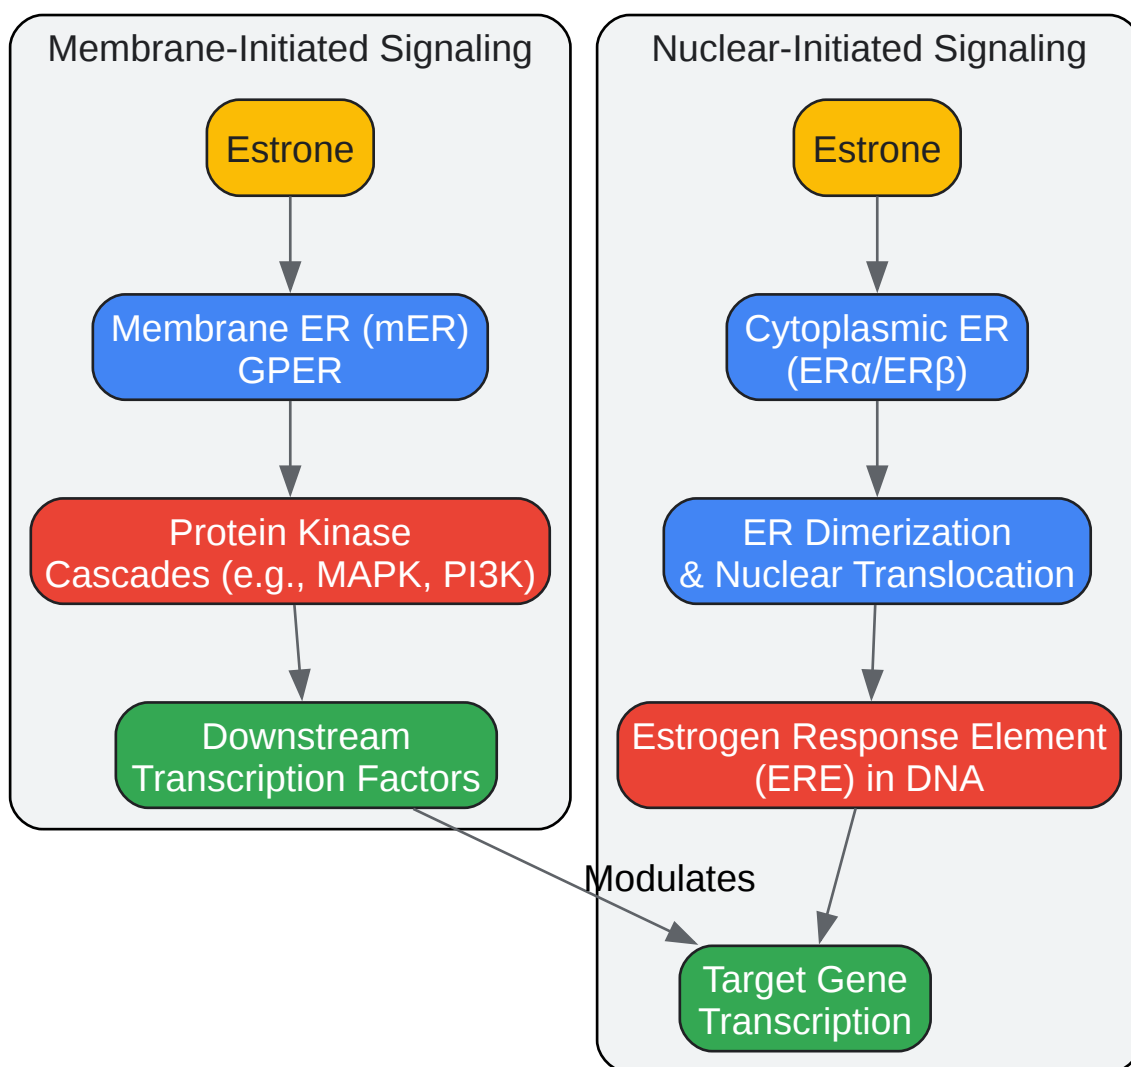 Membrane-Initiated Signaling
Estrone
Membrane ER (mER)
GPER
Protein Kinase
Cascades (e.g., MAPK, PI3K)
Downstream
Transcription Factors
Modulates
Nuclear-Initiated Signaling
Estrone
Cytoplasmic ER
(ERα/ERβ)
ER Dimerization
& Nuclear Translocation
Estrogen Response Element
(ERE) in DNA
Target Gene
Transcription